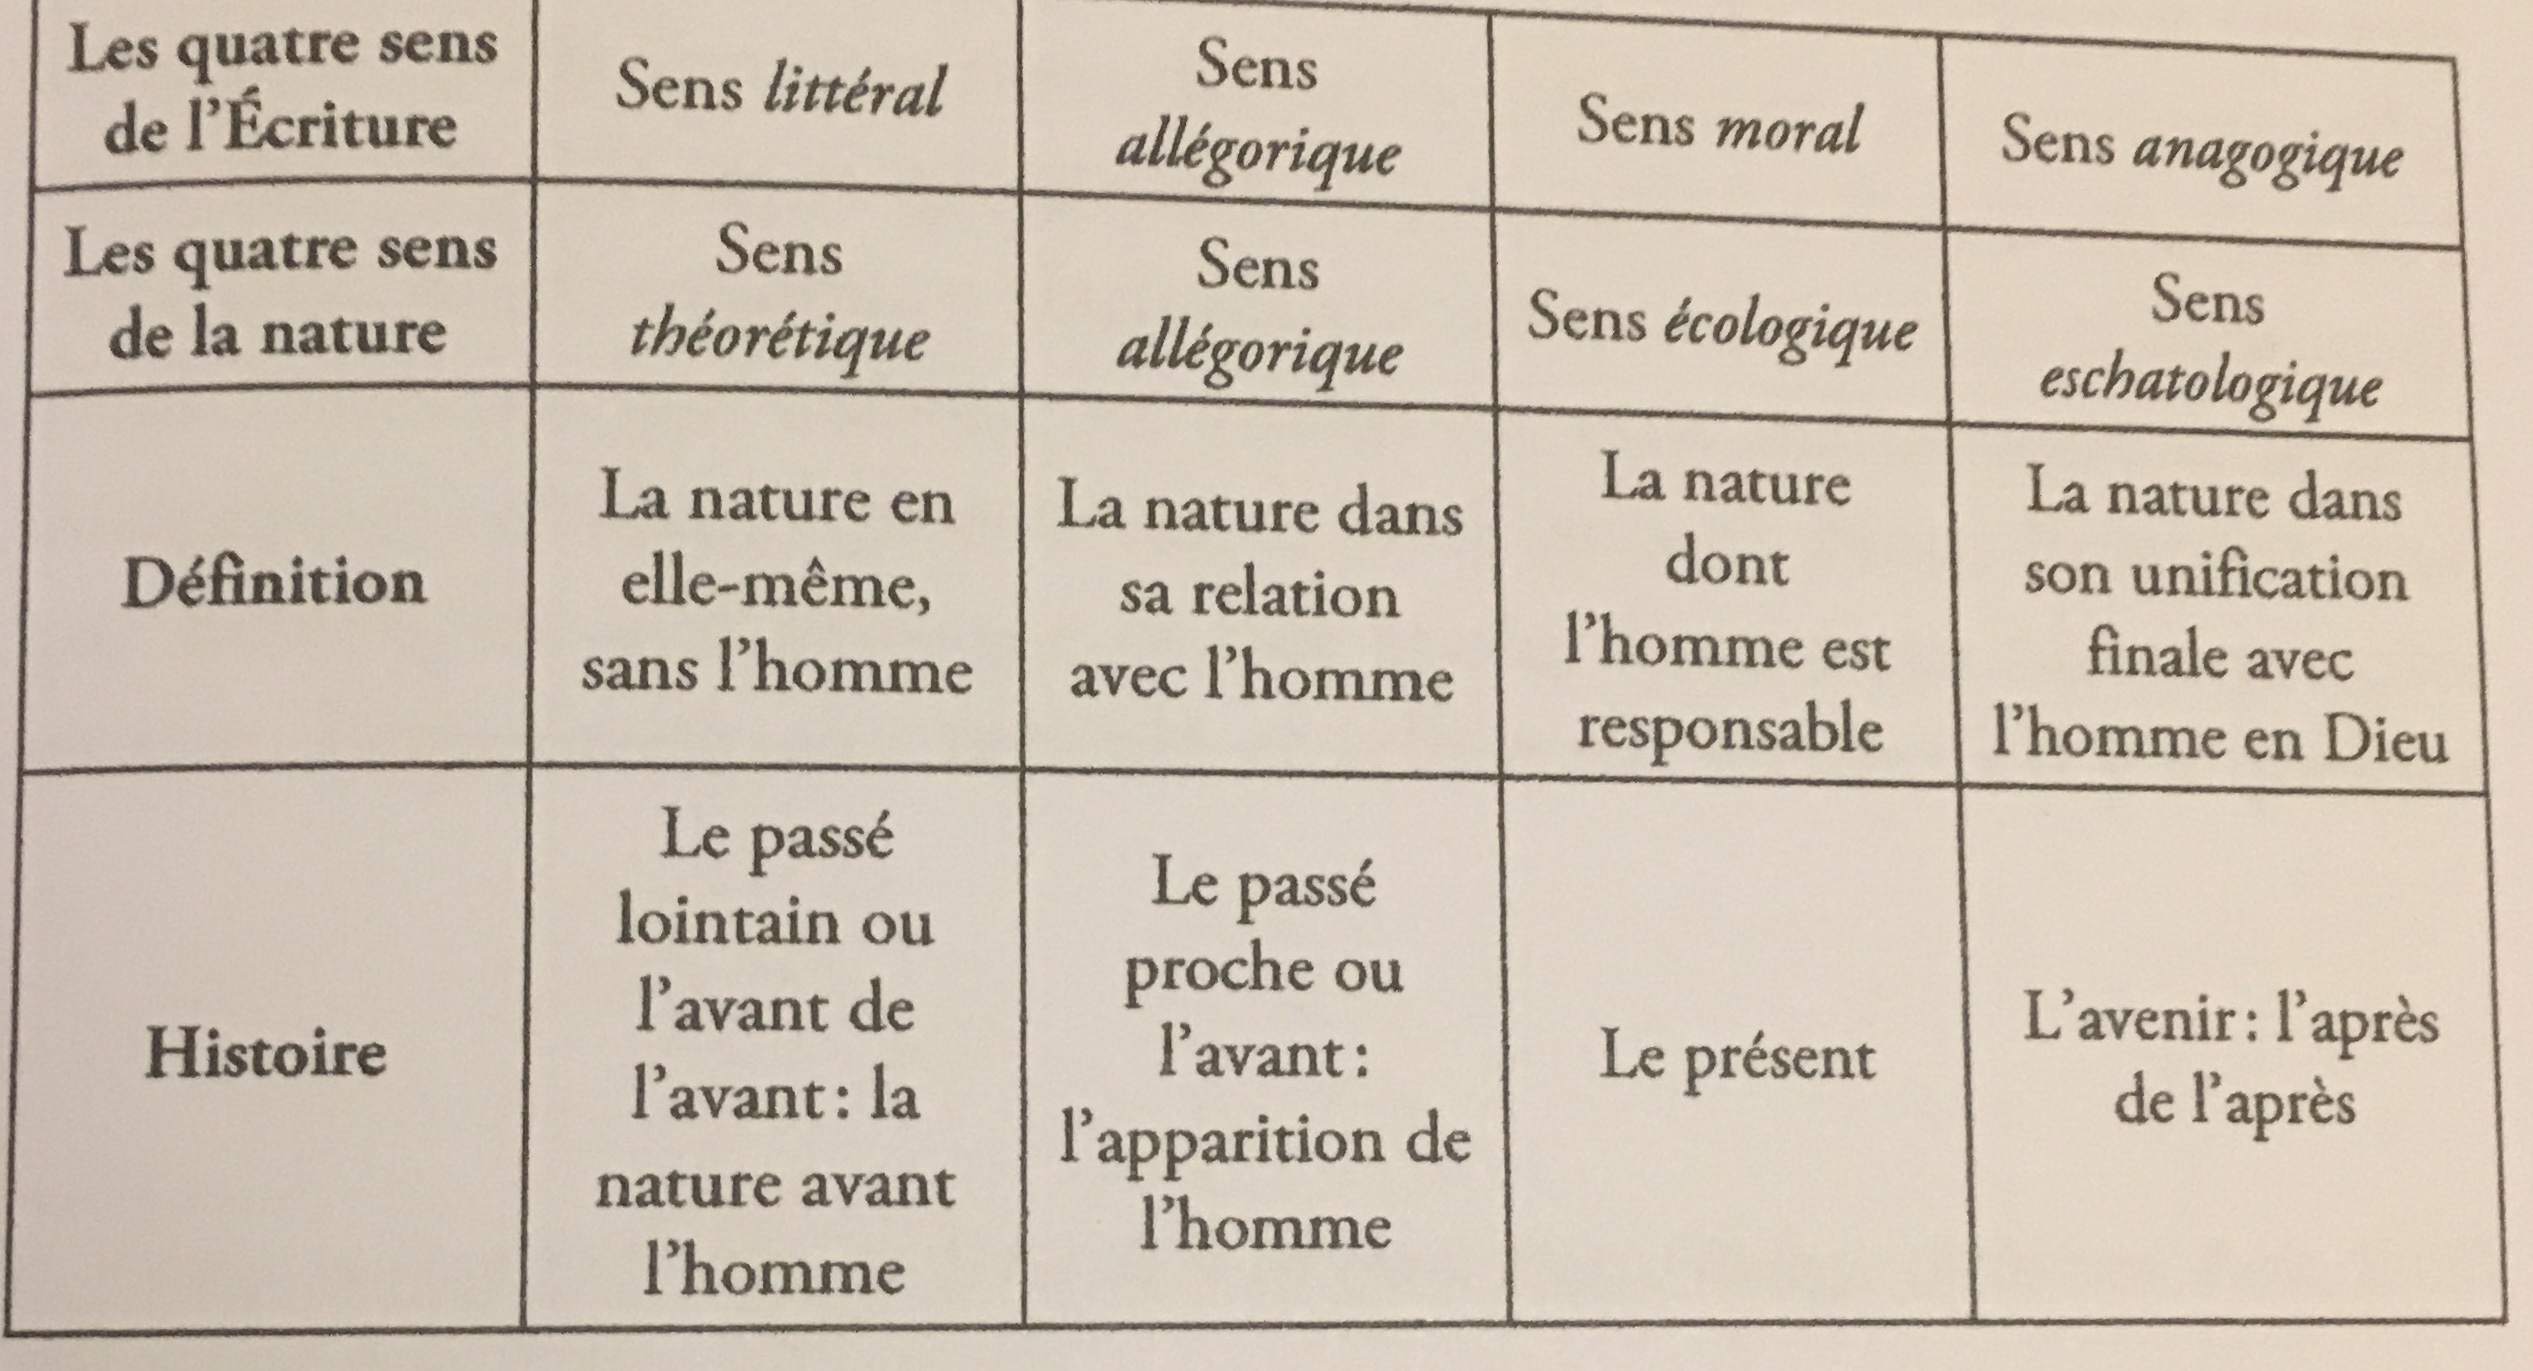 Les quatre sens
de l'Écriture
Sens littéral
Sens
allégorique
Sens moral
Sens anagogique
Les quatre sens
de la nature
Sens
théorétique
Sens
allégorique
Sens écologique
Sens
eschatologique
Définition
La nature en
elle-même,
sans l'homme
La nature dans
sa relation
avec l'homme
La nature
dont
l'homme est
responsable
La nature dans
son unification
finale avec
l'homme en Dieu
Histoire
Le passé
lointain ou
l'avant de
l'avant : la
nature avant
l'homme
Le passé
proche ou
l'avant :
l'apparition de
l'homme
Le présent
L'avenir : l'après
de l'après